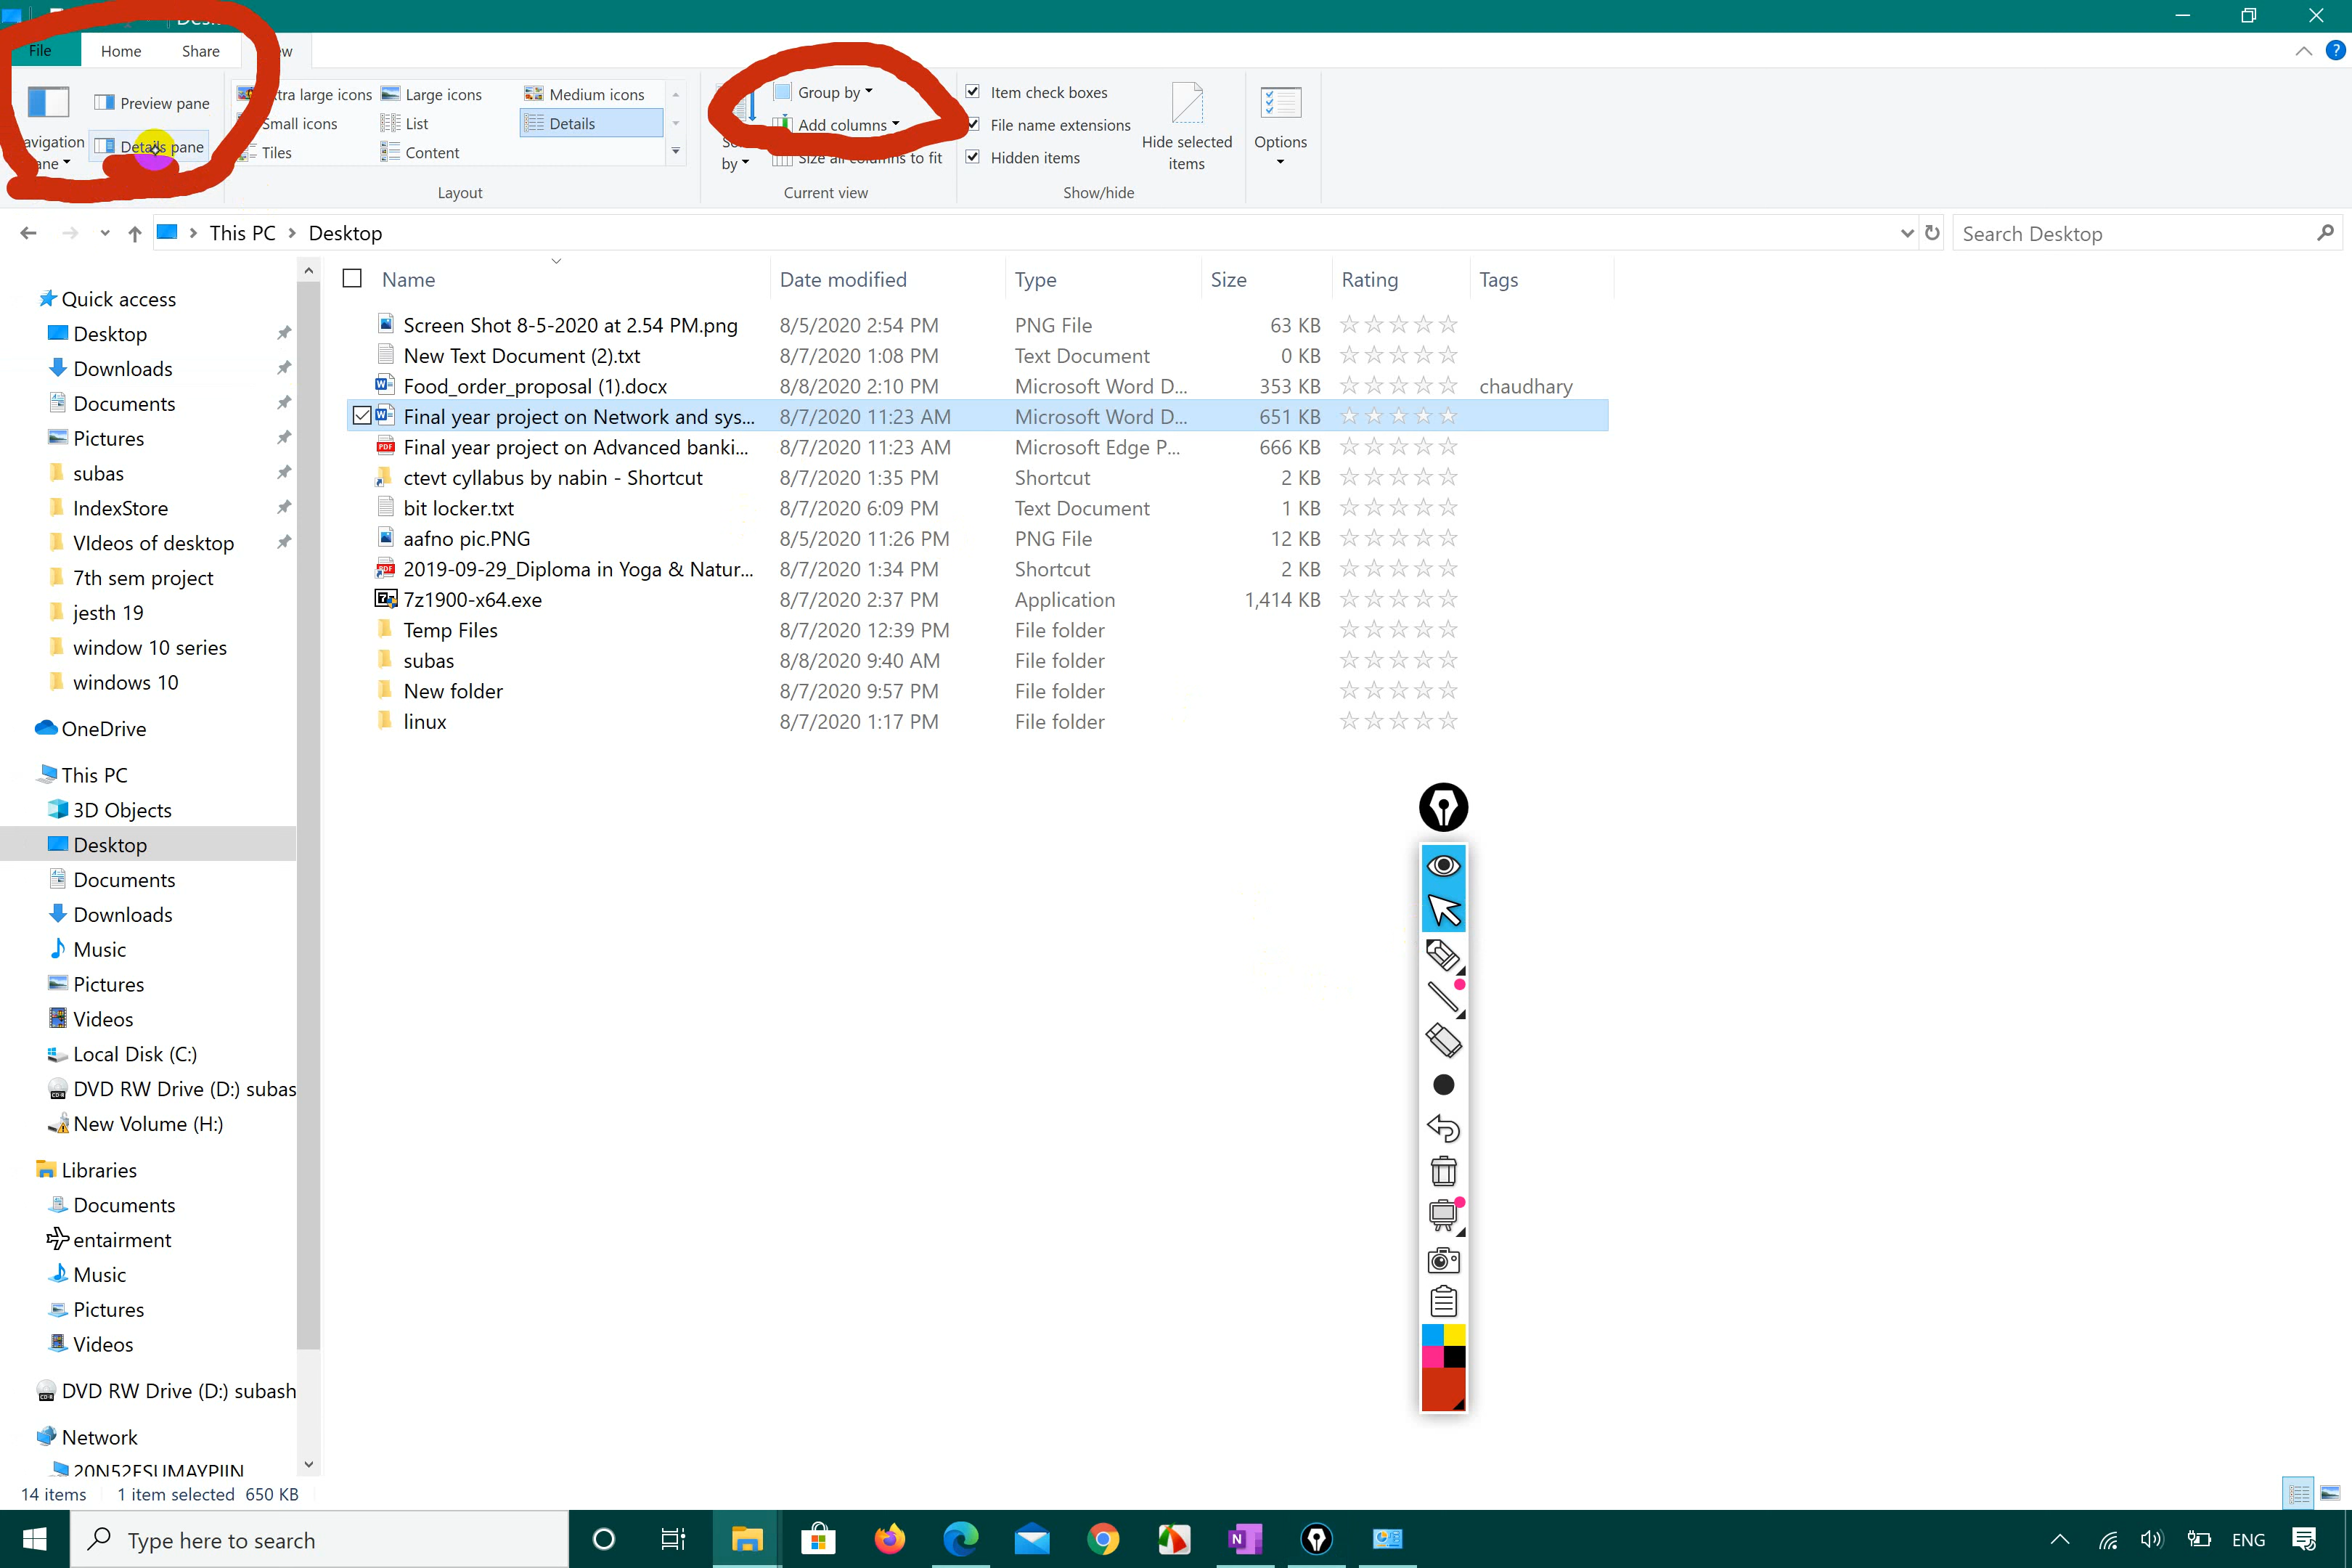 File Home Share
Preview pane
Details pane
Large icons Medium icons
Small icons List Details
Tiles Content
Layout
Group by
Add columns
by
Size all columns to fit
Current view
Item check boxes
File name extensions
Hidden items
Hide selected
items
Show/hide
Options
This PC Desktop
Search Desktop
Name Date modified Type Size Rating Tags
Screen Shot 8-5-2020 at 2.54 PM.png 8/5/2020 2:54 PM PNG File 63 KB
New Text Document (2).txt 8/7/2020 1:08 PM Text Document 0 KB
Food_order_proposal (1).docx 8/8/2020 2:10 PM Microsoft Word D... 353 KB chaudhary
Final year project on Network and sys... 8/7/2020 11:23 AM Microsoft Word D... 651 KB
Final year project on Advanced banki... 8/7/2020 11:23 AM Microsoft Edge P... 666 KB
ctevt cyllabus by nabin - Shortcut 8/7/2020 1:35 PM Shortcut 2 KB
bit locker.txt 8/7/2020 6:09 PM Text Document 1 KB
aafno pic.PNG 8/5/2020 11:26 PM PNG File 12 KB
2019-09-29_Diploma in Yoga & Natur... 8/7/2020 1:34 PM Shortcut 2 KB
7z1900-x64.exe 8/7/2020 2:37 PM Application 1,414 KB
Temp Files 8/7/2020 12:39 PM File folder
subas 8/8/2020 9:40 AM File folder
New folder 8/7/2020 9:57 PM File folder
linux 8/7/2020 1:17 PM File folder
Quick access
Desktop
Downloads
Documents
Pictures
subas
IndexStore
VIdeos of desktop
7th sem project
jesth 19
window 10 series
windows 10
OneDrive
This PC
3D Objects
Desktop
Documents
Downloads
Music
Pictures
Videos
Local Disk (C:)
DVD RW Drive (D:) subas
New Volume (H:)
Libraries
Documents
entairment
Music
Pictures
Videos
DVD RW Drive (D:) subash
Network
14 items 1 item selected 650 KB
Type here to search
ENG